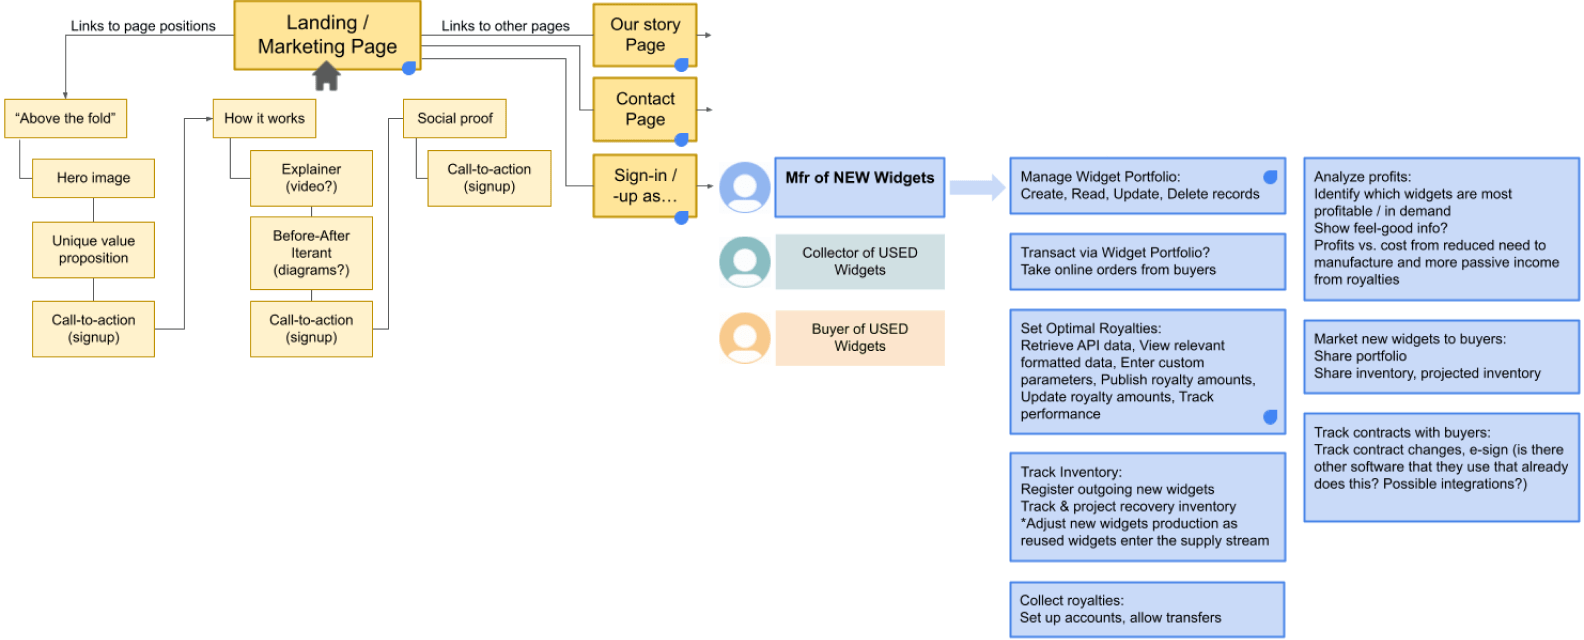 Links to page positions
Landing /
Marketing Page
Links to other pages
Our story
Page
Contact
Page
Sign-in /
-up as…
“Above the fold”
Hero image
Unique value
proposition
Call-to-action
(signup)
How it works
Explainer
(video?)
Before-After
Iterant
(diagrams?)
Call-to-action
(signup)
Social proof
Call-to-action
(signup)
Mfr of NEW Widgets
Collector of USED
Widgets
Buyer of USED
Widgets
Manage Widget Portfolio:
Create, Read, Update, Delete records
Transact via Widget Portfolio?
Take online orders from buyers
Set Optimal Royalties:
Retrieve API data, View relevant
formatted data, Enter custom
parameters, Publish royalty amounts,
Update royalty amounts, Track
performance
Track Inventory:
Register outgoing new widgets
Track & project recovery inventory
*Adjust new widgets production as
reused widgets enter the supply stream
Collect royalties:
Set up accounts, allow transfers
Analyze profits:
Identify which widgets are most
profitable / in demand
Show feel-good info?
Profits vs. cost from reduced need to
manufacture and more passive income
from royalties
Market new widgets to buyers:
Share portfolio
Share inventory, projected inventory
Track contracts with buyers:
Track contract changes, e-sign (is there
other software that they use that already
does this? Possible integrations?)